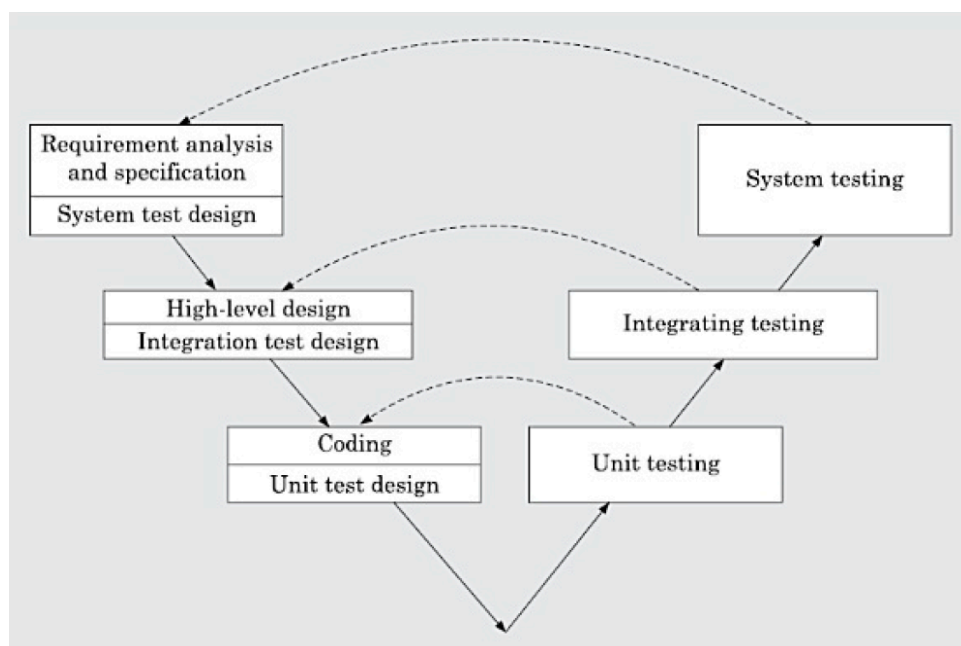 Requirement analysis
and specification
System test design
System testing
High-level design
Integration test design
Integrating testing
Coding
Unit test design
Unit testing